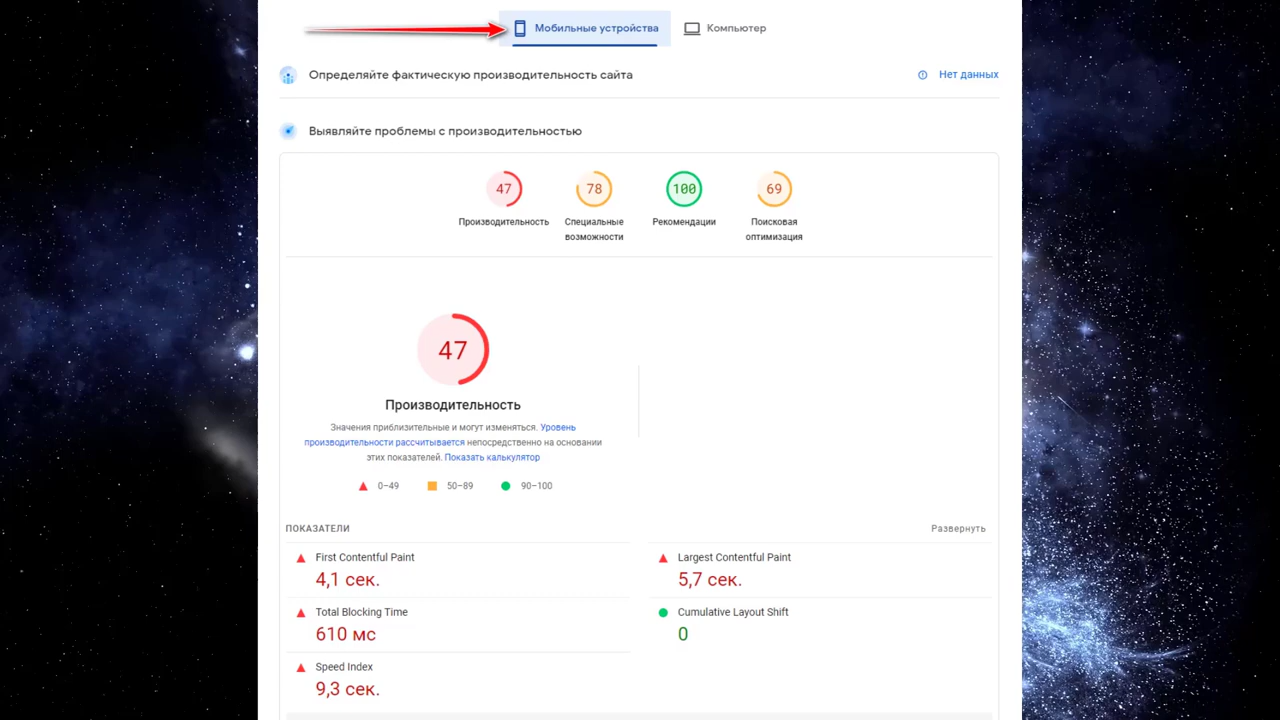 Мобильные устройства
Компьютер
Определяйте фактическую производительность сайта
Нет данных
Выявляйте проблемы с производительностью
47
78
100
69
Производительность
Специальные
возможности
Рекомендации
Поисковая
оптимизация
47
Производительность
Значения приблизительные и могут изменяться. Уровень
производительности рассчитывается непосредственно на основании
этих показателей. Показать калькулятор
0–49
50–89
90–100
ПОКАЗАТЕЛИ
Развернуть
First Contentful Paint
4,1 сек.
Largest Contentful Paint
5,7 сек.
Total Blocking Time
610 мс
Cumulative Layout Shift
0
Speed Index
9,3 сек.